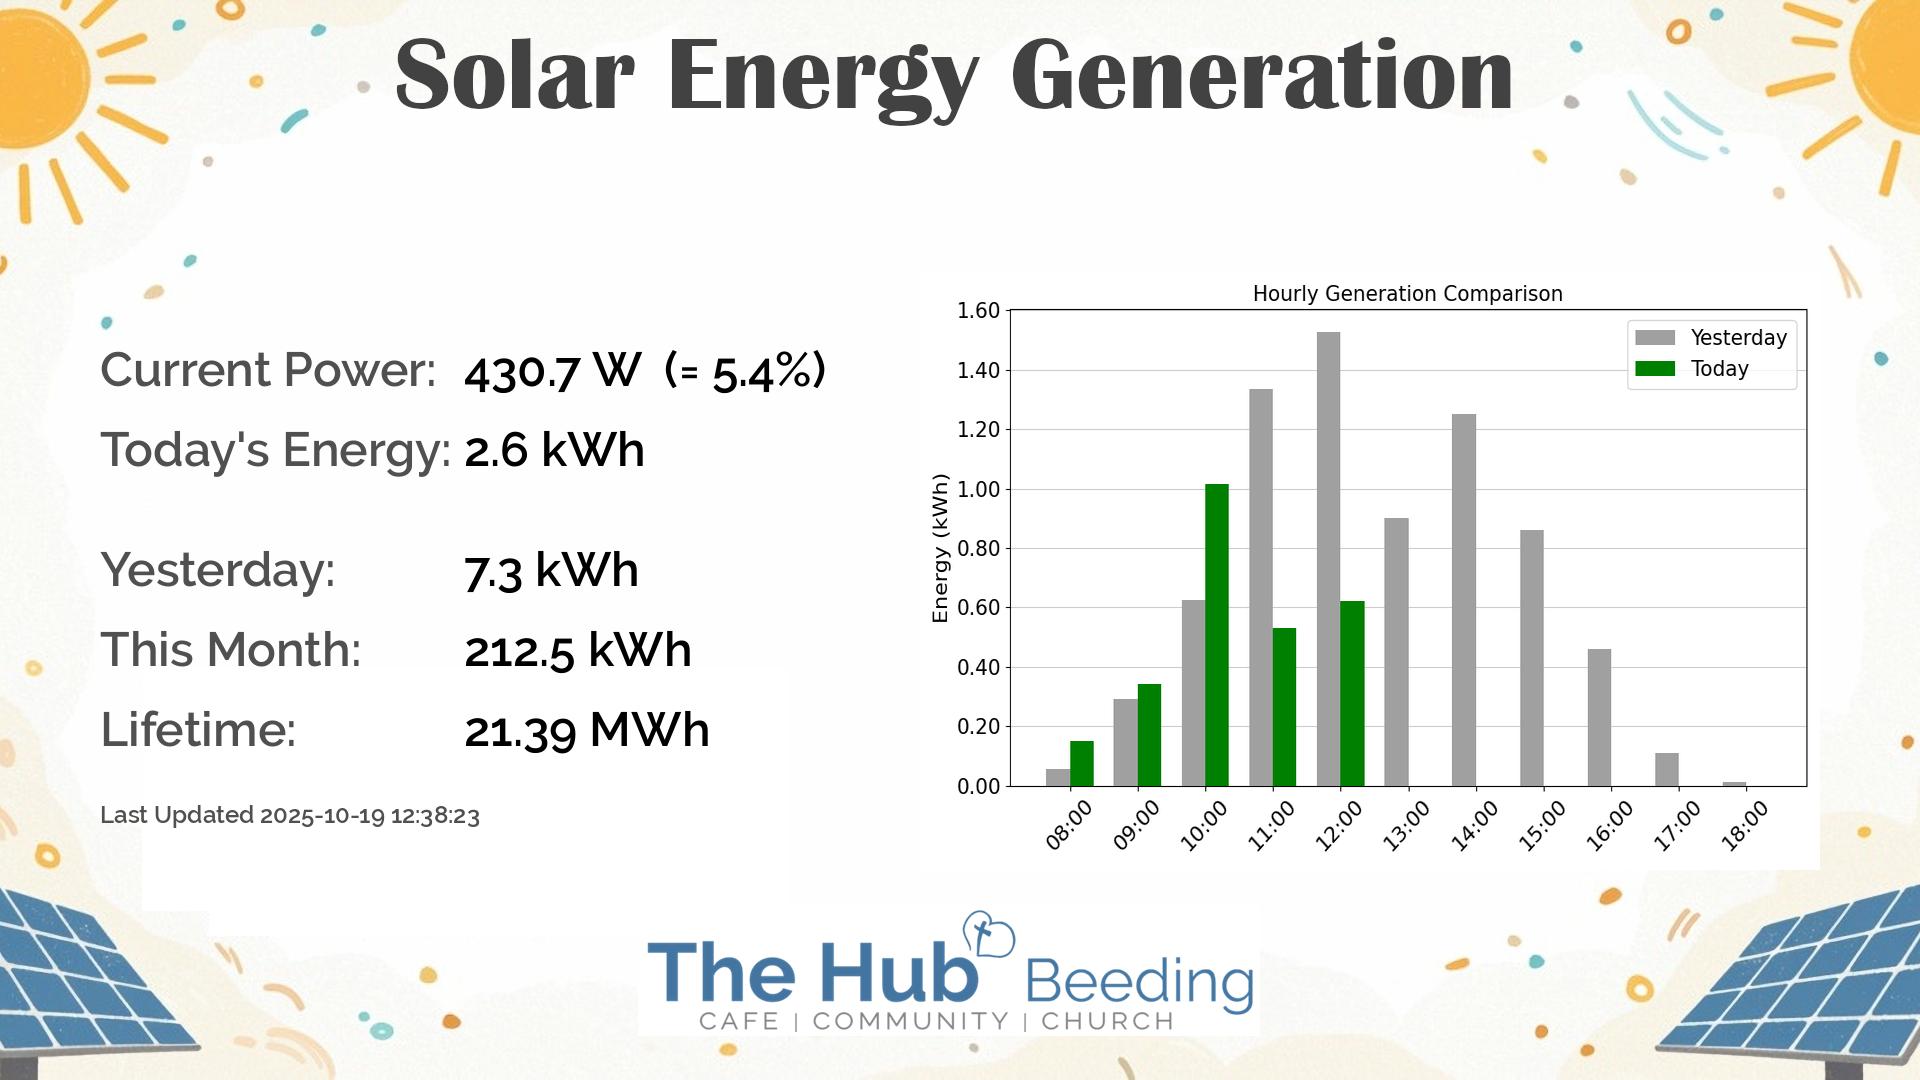 Solar Energy Generation
Current Power: 430.7 W (= 5.4%)
Today's Energy: 2.6 kWh
Yesterday: 7.3 kWh
This Month: 212.5 kWh
Lifetime: 21.39 MWh
Last Updated 2025-10-19 12:38:23
Hourly Generation Comparison
Yesterday
Today
Energy (kWh)
1.60
1.40
1.20
1.00
0.80
0.60
0.40
0.20
0.00
08:00 09:00 10:00 11:00 12:00 13:00 14:00 15:00 16:00 17:00 18:00
The Hub Beeding
CAFE | COMMUNITY | CHURCH